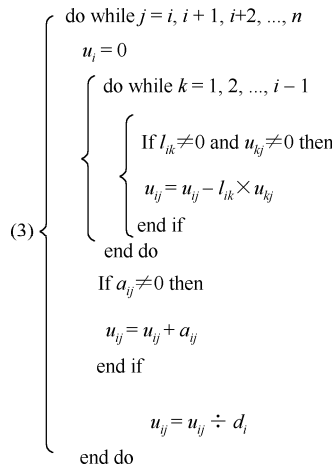 do while j = i, i + 1, i+2, ..., n
u_i = 0
do while k = 1, 2, ..., i − 1
If l_ik≠0 and u_kj≠0 then
u_ij = u_ij − l_ik × u_kj
end if
(3)
end do
If a_ij≠0 then
u_ij = u_ij + a_ij
end if
u_ij = u_ij ÷ d_i
end do